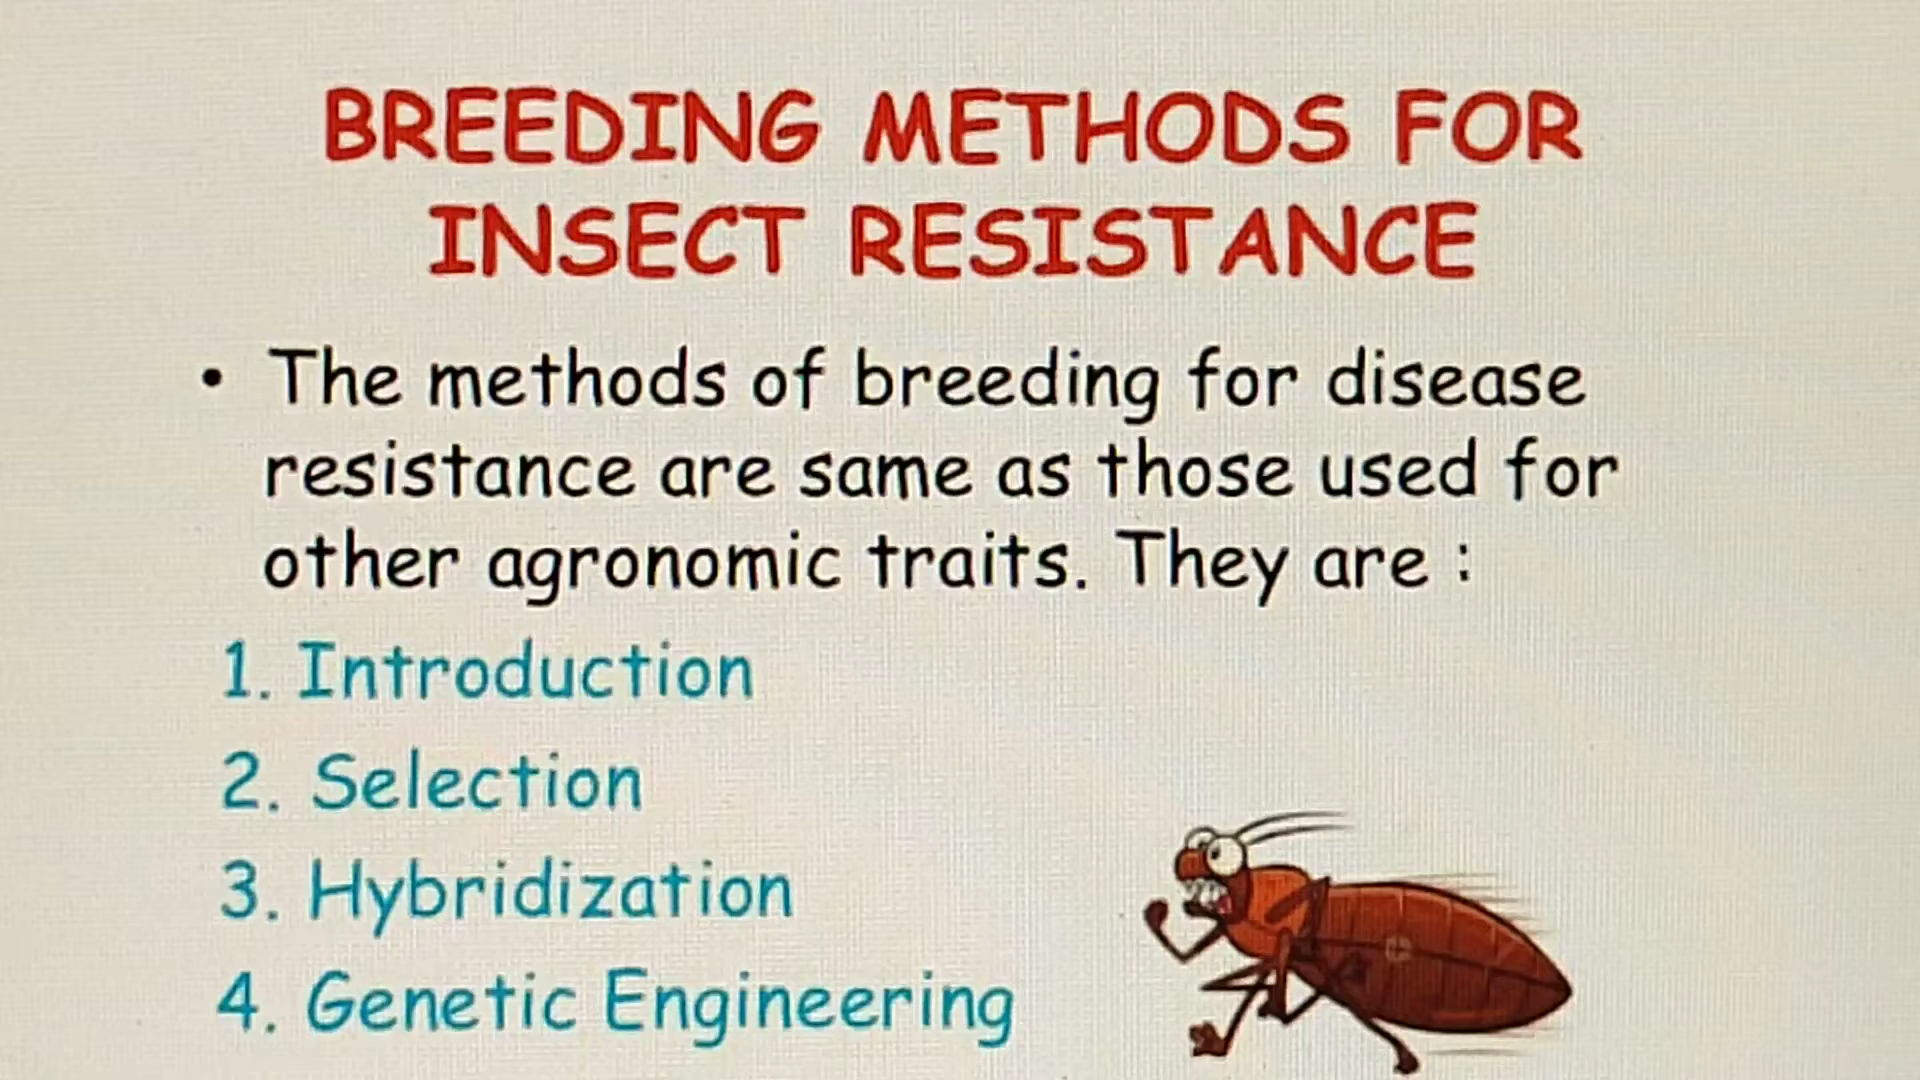 BREEDING METHODS FOR
INSECT RESISTANCE
• The methods of breeding for disease
resistance are same as those used for
other agronomic traits. They are :
1. Introduction
2. Selection
3. Hybridization
4. Genetic Engineering